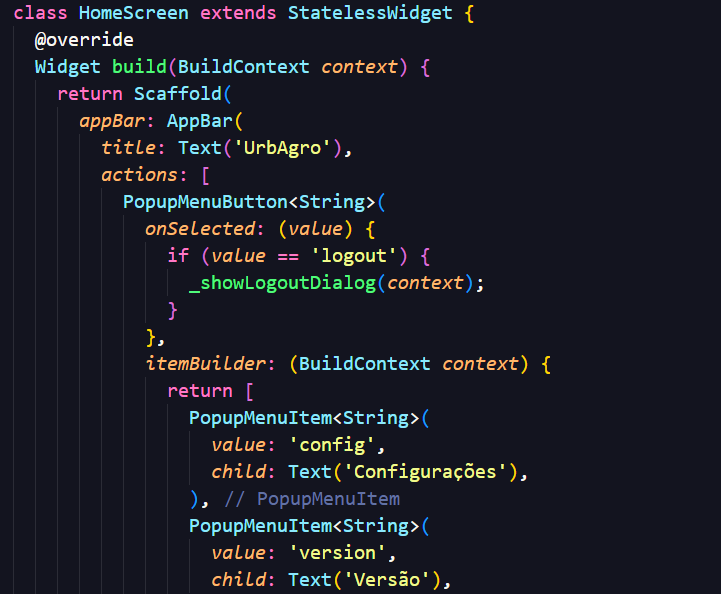 class HomeScreen extends StatelessWidget {
@override
Widget build(BuildContext context) {
return Scaffold(
appBar: AppBar(
title: Text('UrbAgro'),
actions: [
PopupMenuButton<String>(
onSelected: (value) {
if (value == 'logout') {
_showLogoutDialog(context);
}
},
itemBuilder: (BuildContext context) {
return [
PopupMenuItem<String>(
value: 'config',
child: Text('Configurações'),
), // PopupMenuItem
PopupMenuItem<String>(
value: 'version',
child: Text('Versão'),